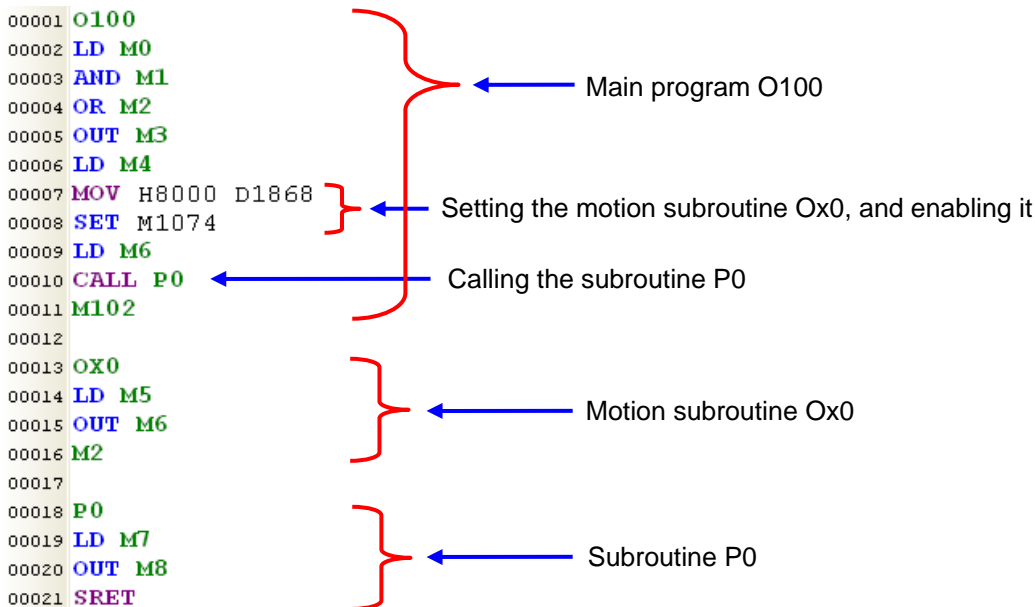 00001 O100
00002 LD M0
00003 AND M1
Main program O100
00004 OR M2
00005 OUT M3
00006 LD M4
00007 MOV H8000 D1868
Setting the motion subroutine Ox0, and enabling it
00008 SET M1074
00009 LD M6
00010 CALL P0
Calling the subroutine P0
00011 M102
00012
00013 OX0
00014 LD M5
Motion subroutine Ox0
00015 OUT M6
00016 M2
00017
00018 P0
00019 LD M7
Subroutine P0
00020 OUT M8
00021 SRET